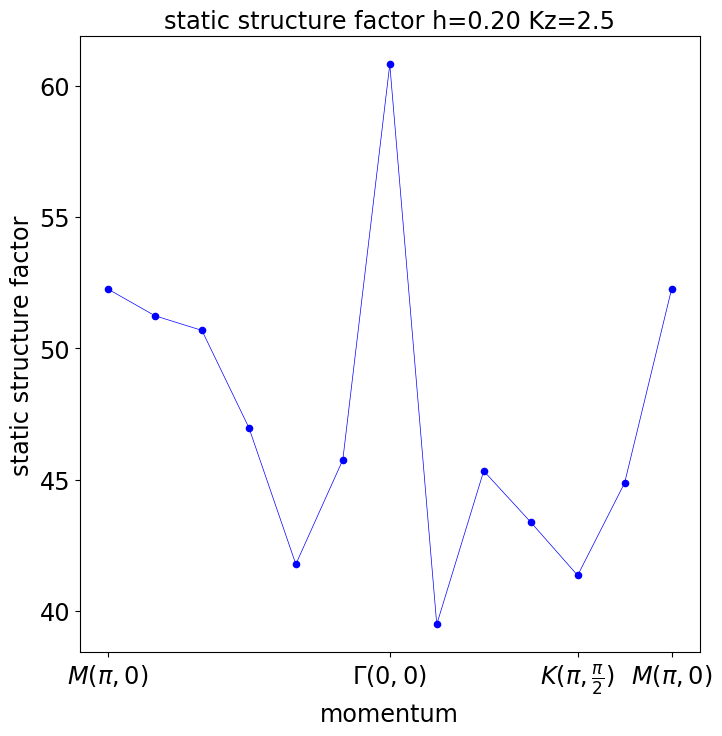 static structure factor h=0.20 Kz=2.5
static structure factor
60
55
50
45
40
M(π, 0) Γ(0, 0) K(π, π/2) M(π, 0)
momentum